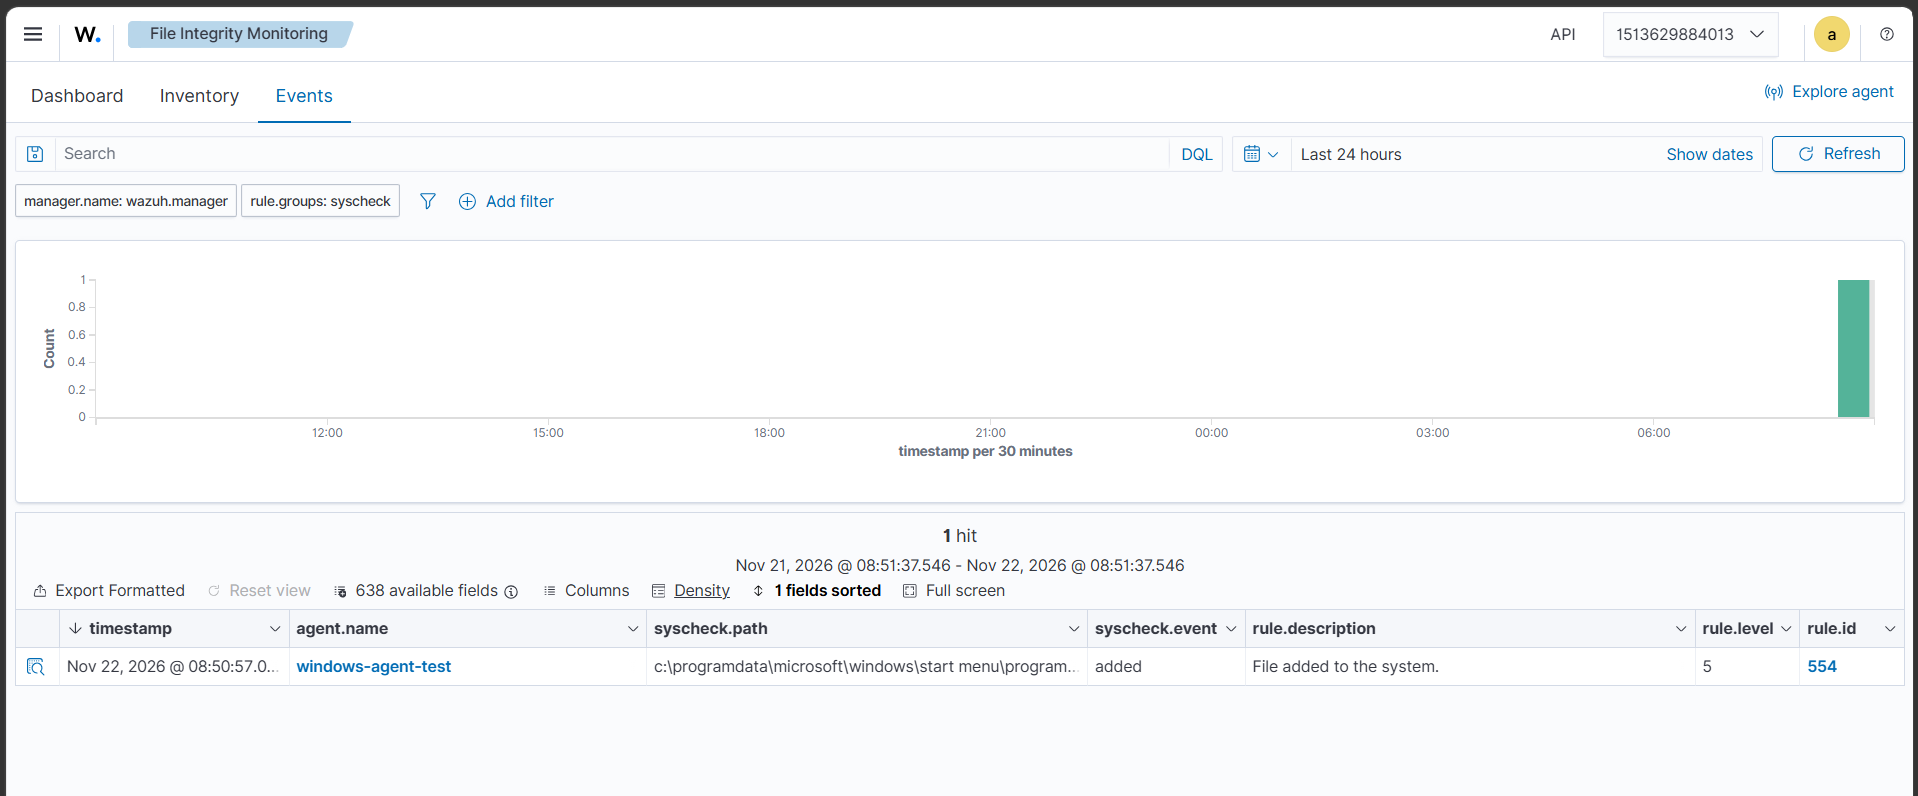 W.
File Integrity Monitoring
API
1513629884013
a
Dashboard
Inventory
Events
Explore agent
Search
DQL
Last 24 hours
Show dates
Refresh
manager.name: wazuh.manager
rule.groups: syscheck
Add filter
Count
1
0.8
0.6
0.4
0.2
0
12:00
15:00
18:00
21:00
00:00
03:00
06:00
timestamp per 30 minutes
1 hit
Nov 21, 2026 @ 08:51:37.546 - Nov 22, 2026 @ 08:51:37.546
Export Formatted
Reset view
638 available fields
Columns
Density
1 fields sorted
Full screen
timestamp
agent.name
syscheck.path
syscheck.event
rule.description
rule.level
rule.id
Nov 22, 2026 @ 08:50:57.0...
windows-agent-test
c:\programdata\microsoft\windows\start menu\program...
added
File added to the system.
5
554